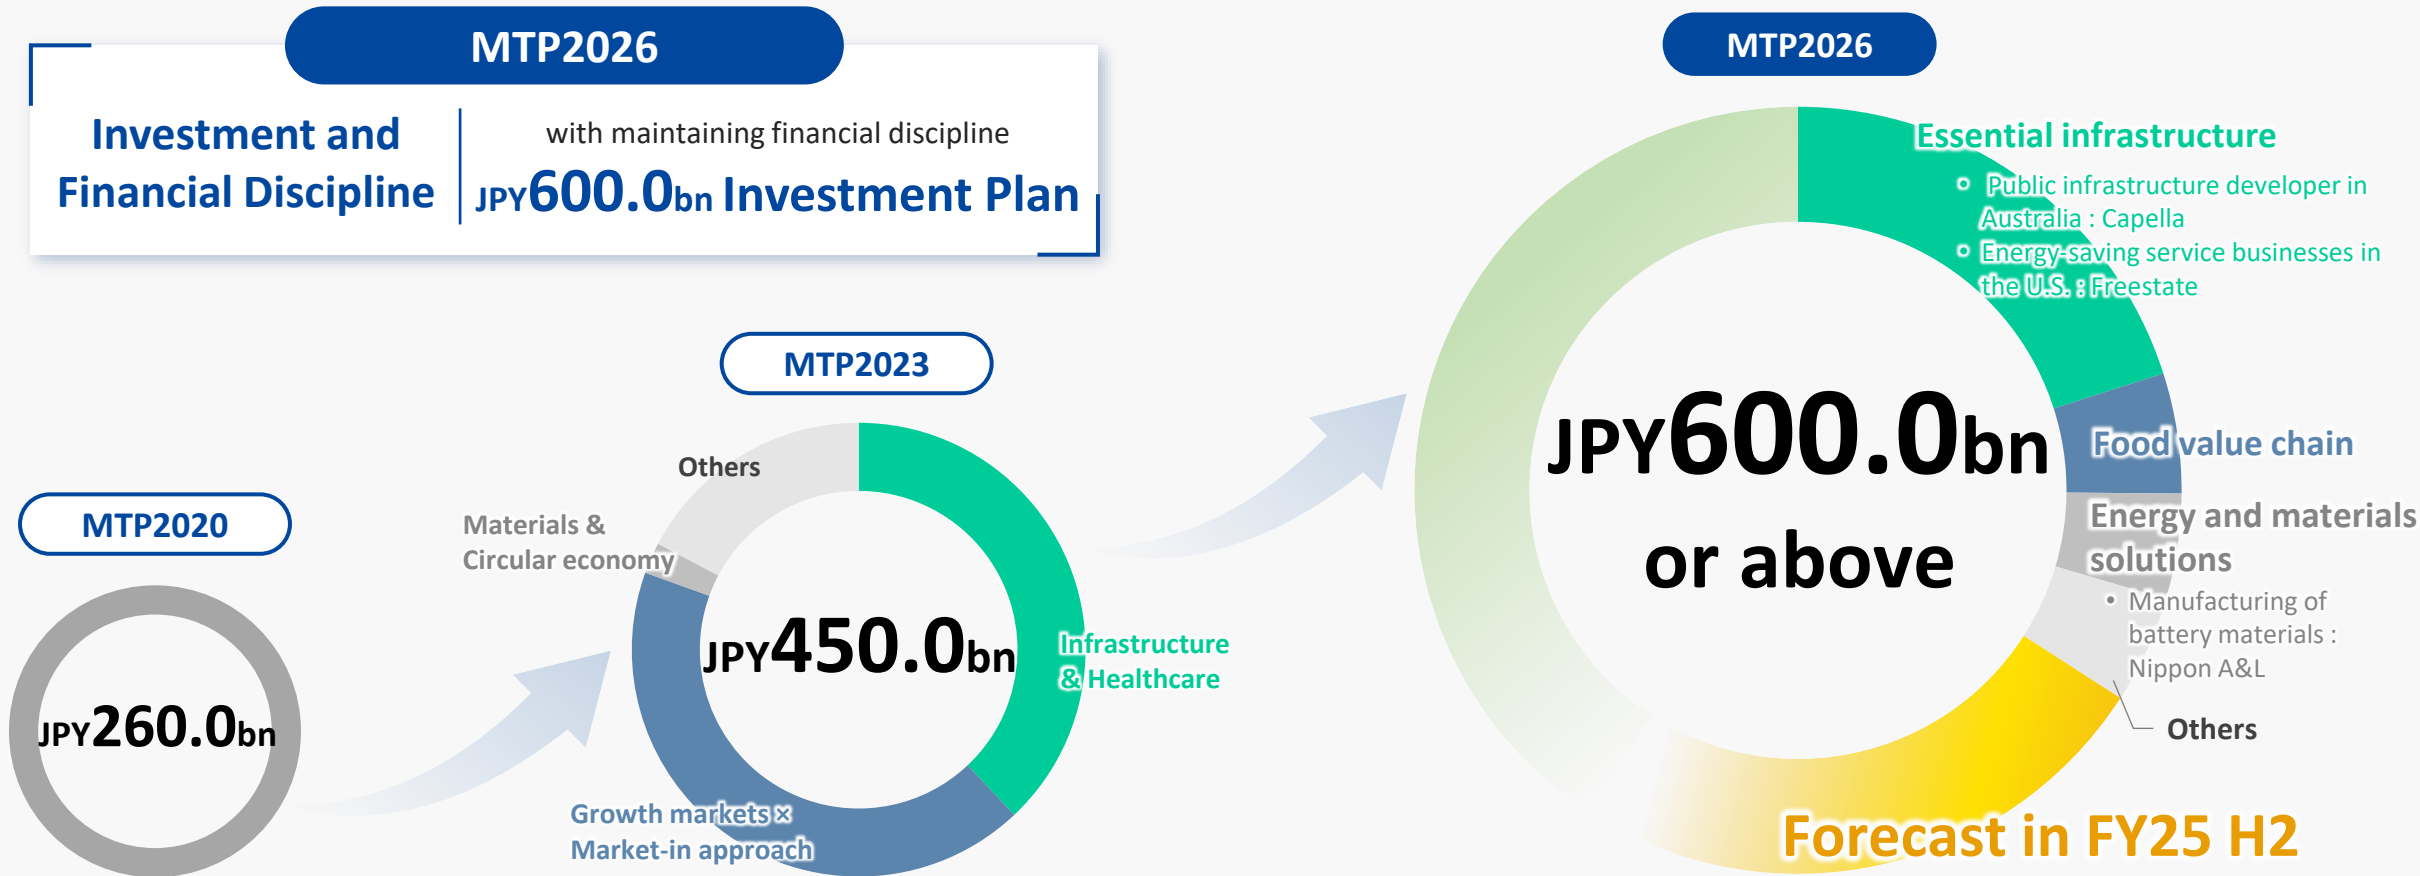 MTP2026
Investment and
Financial Discipline
with maintaining financial discipline
JPY600.0bn Investment Plan
MTP2020
JPY260.0bn
MTP2023
Others
Materials &
Circular economy
JPY450.0bn
Infrastructure
& Healthcare
Growth markets ×
Market-in approach
MTP2026
Essential infrastructure
• Public infrastructure developer in
Australia : Capella
• Energy-saving service businesses in
the U.S. : Freestate
JPY600.0bn
or above
Food value chain
Energy and materials
solutions
• Manufacturing of
battery materials :
Nippon A&L
Others
Forecast in FY25 H2